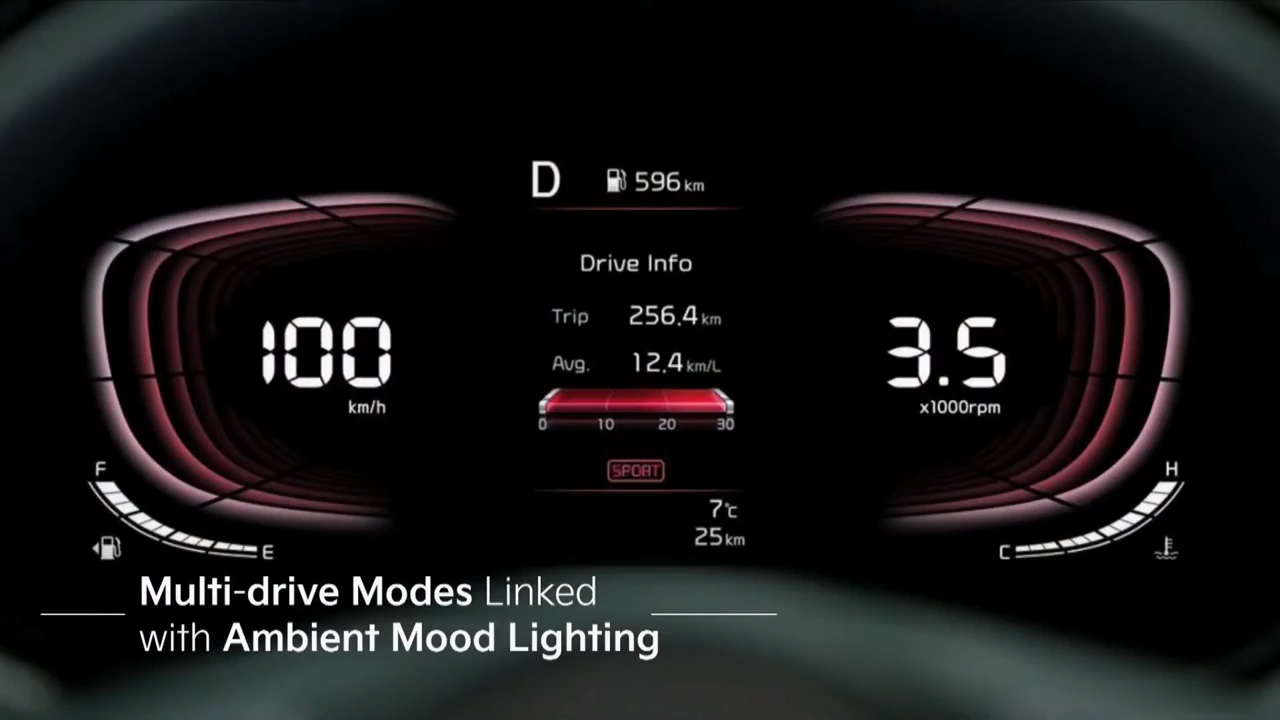 D 596 km
Drive Info
Trip 256.4 km
Avg. 12.4 km/L
0 10 20 30
SPORT
7°C
25 km
100
km/h
3.5
x1000rpm
F
E
H
C
Multi-drive Modes Linked
with Ambient Mood Lighting